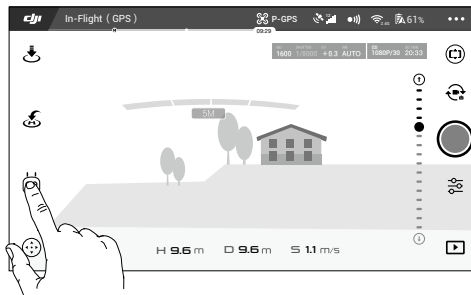 dji In-Flight ( GPS ) P-GPS 61%
09:29
1600 1/8000 +0.3 AUTO 1080P/30 20:33
5M
H 9.6 m D 9.6 m S 1.1 m/s